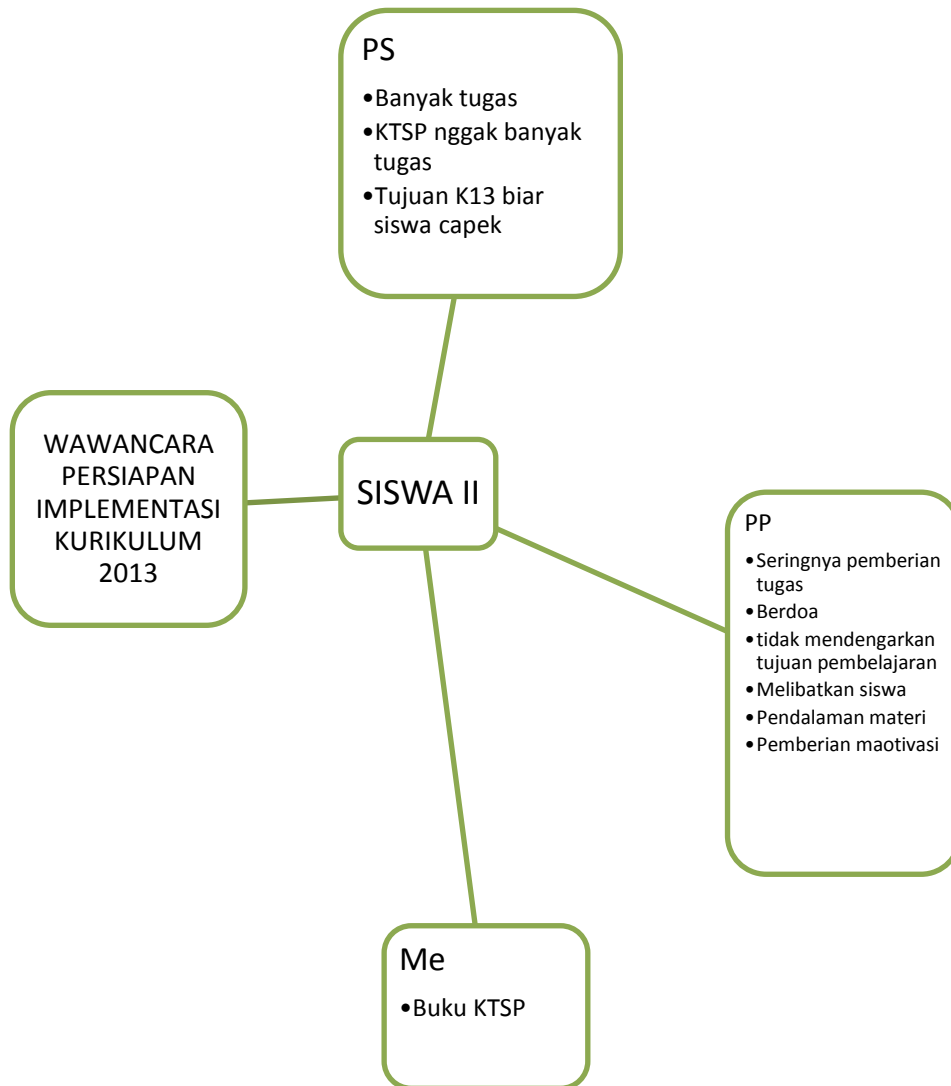 PS
•Banyak tugas
•KTSP nggak banyak
tugas
•Tujuan K13 biar
siswa capek
WAWANCARA
PERSIAPAN
IMPLEMENTASI
KURIKULUM
2013
SISWA II
PP
•Seringnya pemberian
tugas
•Berdoa
•tidak mendengarkan
tujuan pembelajaran
•Melibatkan siswa
•Pendalaman materi
•Pemberian maotivasi
Me
•Buku KTSP